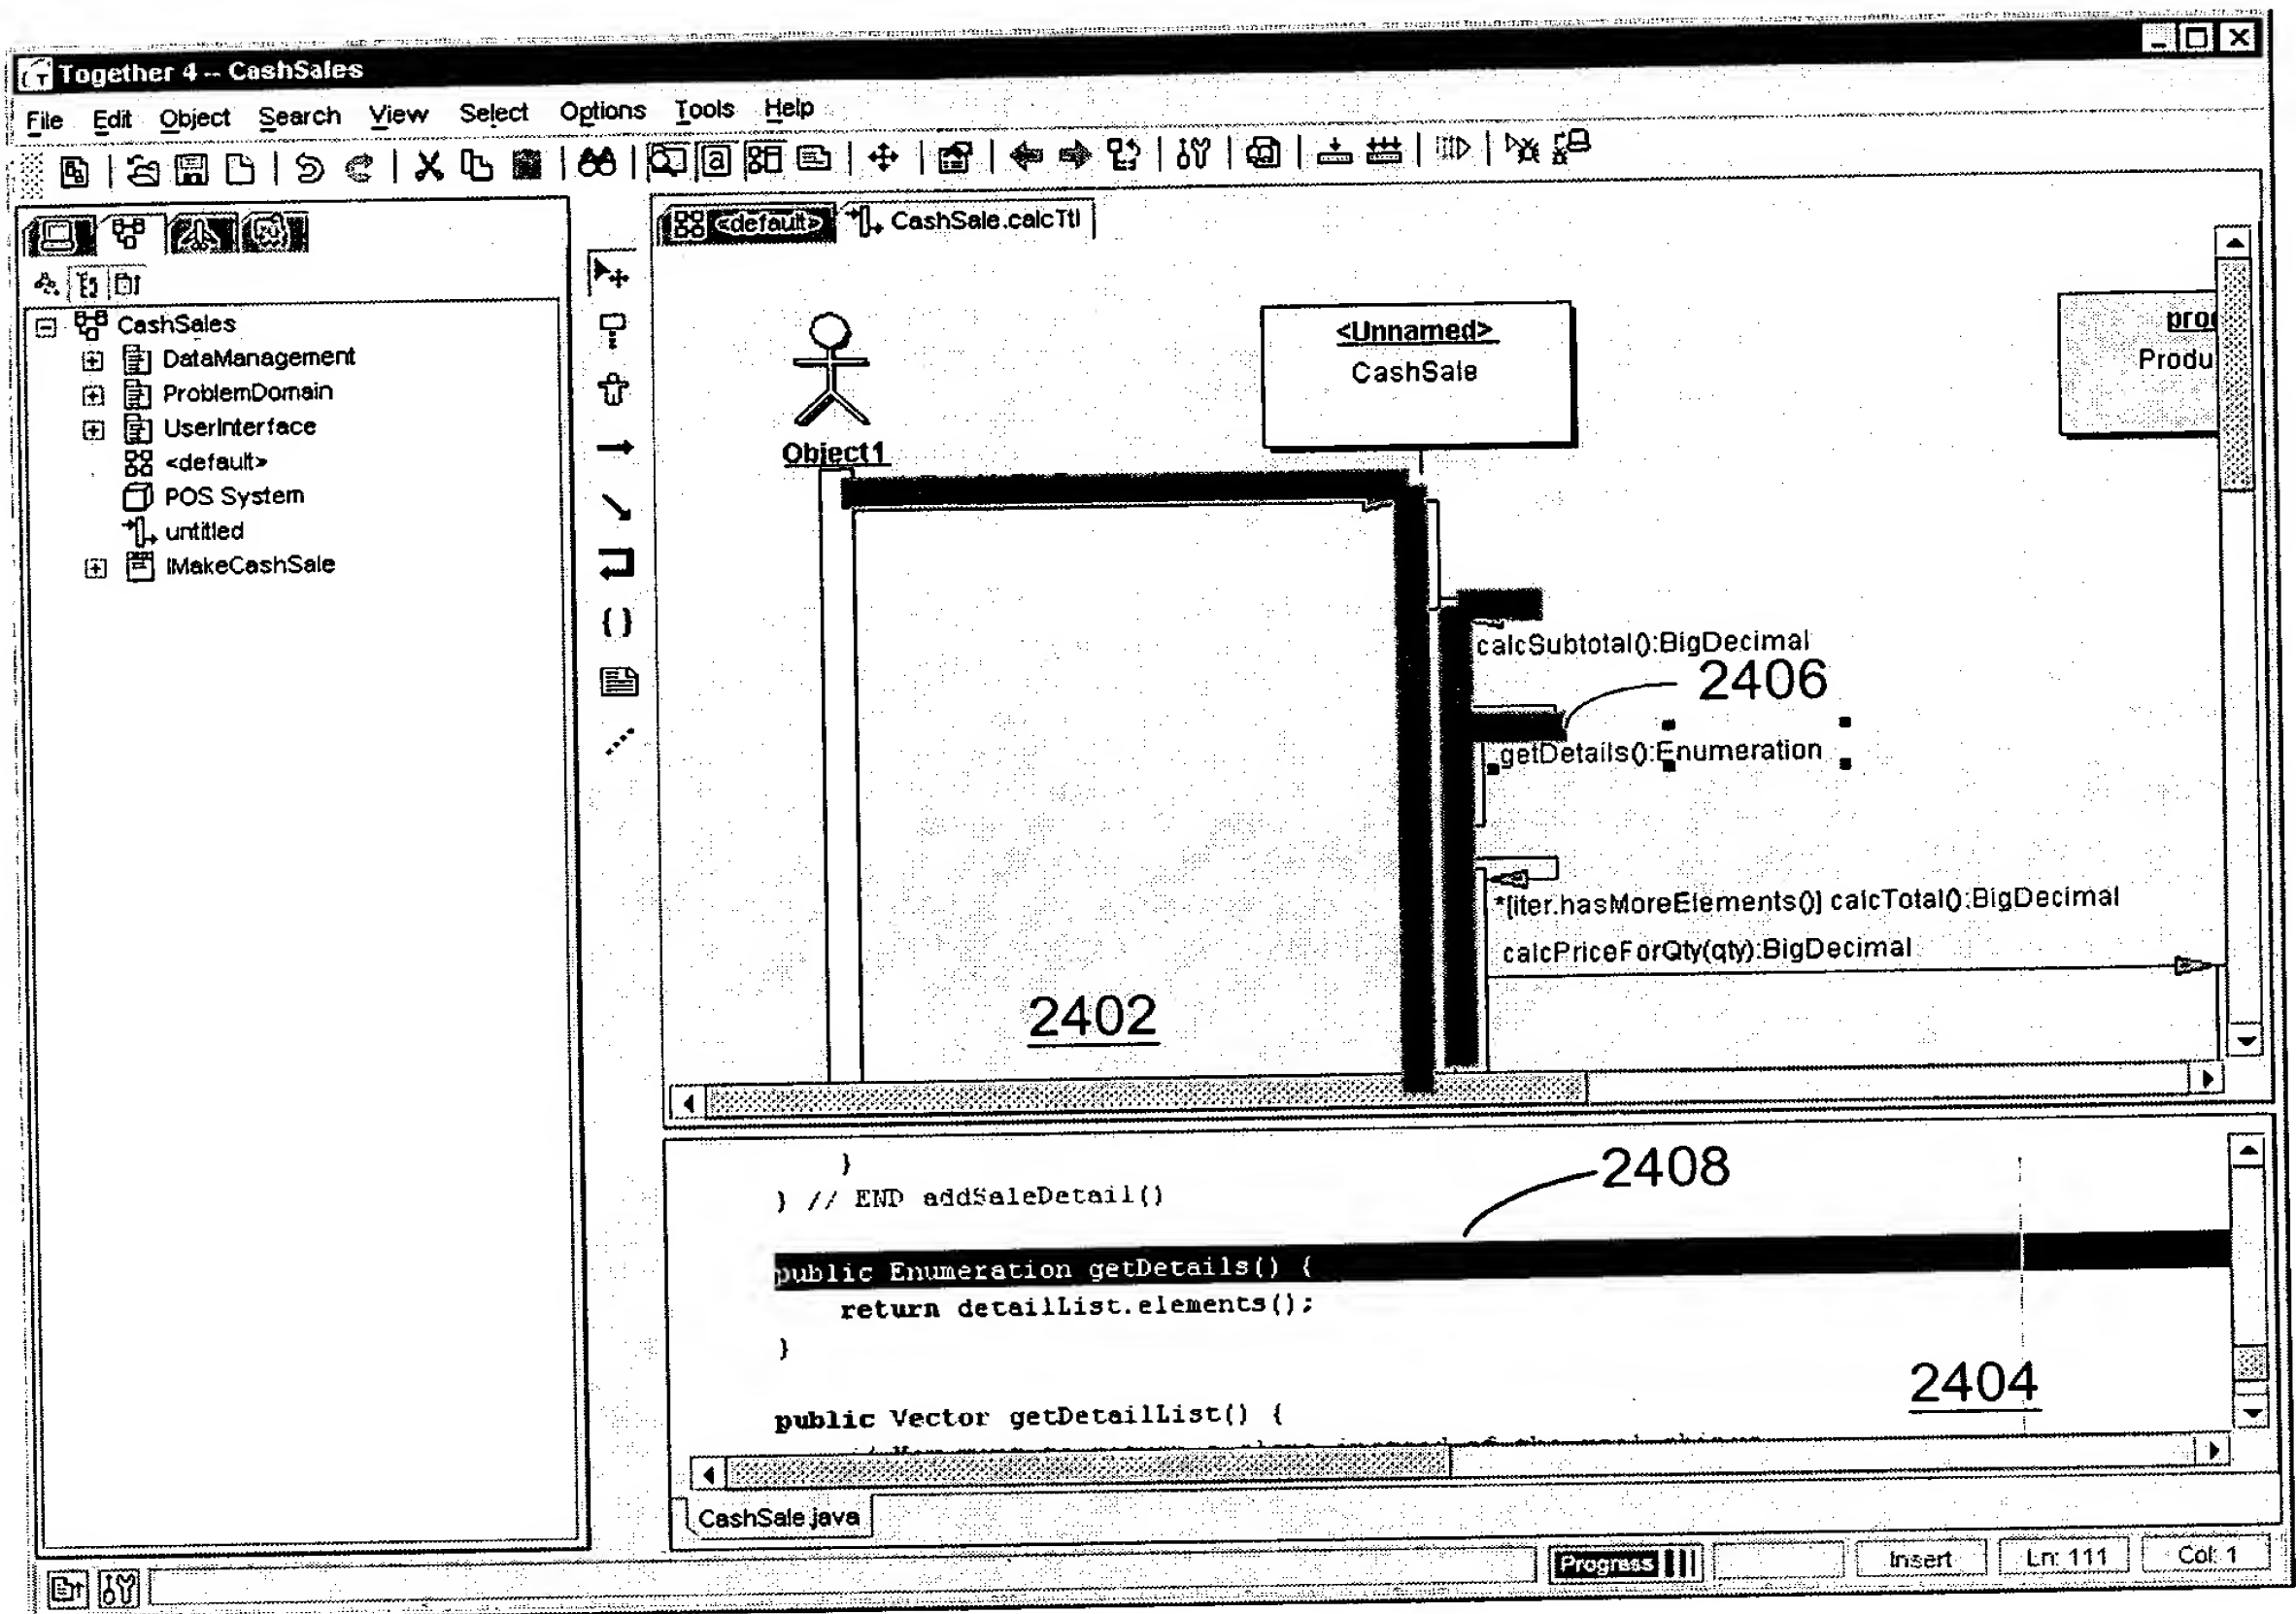 Together 4 -- CashSales
File Edit Object Search View Select Options Tools Help
<default> CashSale.calcTtl
CashSales
DataManagement
ProblemDomain
UserInterface
<default>
POS System
untitled
IMakeCashSale
Object1
<Unnamed>
CashSale
calcSubtotal():BigDecimal
2406
getDetails():Enumeration
*[iter.hasMoreElements()] calcTotal():BigDecimal
calcPriceForQty(qty):BigDecimal
2402
}
} // END addSaleDetail()
2408
public Enumeration getDetails() {
return detailList.elements();
}
2404
public Vector getDetailList() {
CashSale.java
Progress Insert Ln: 111 Col: 1